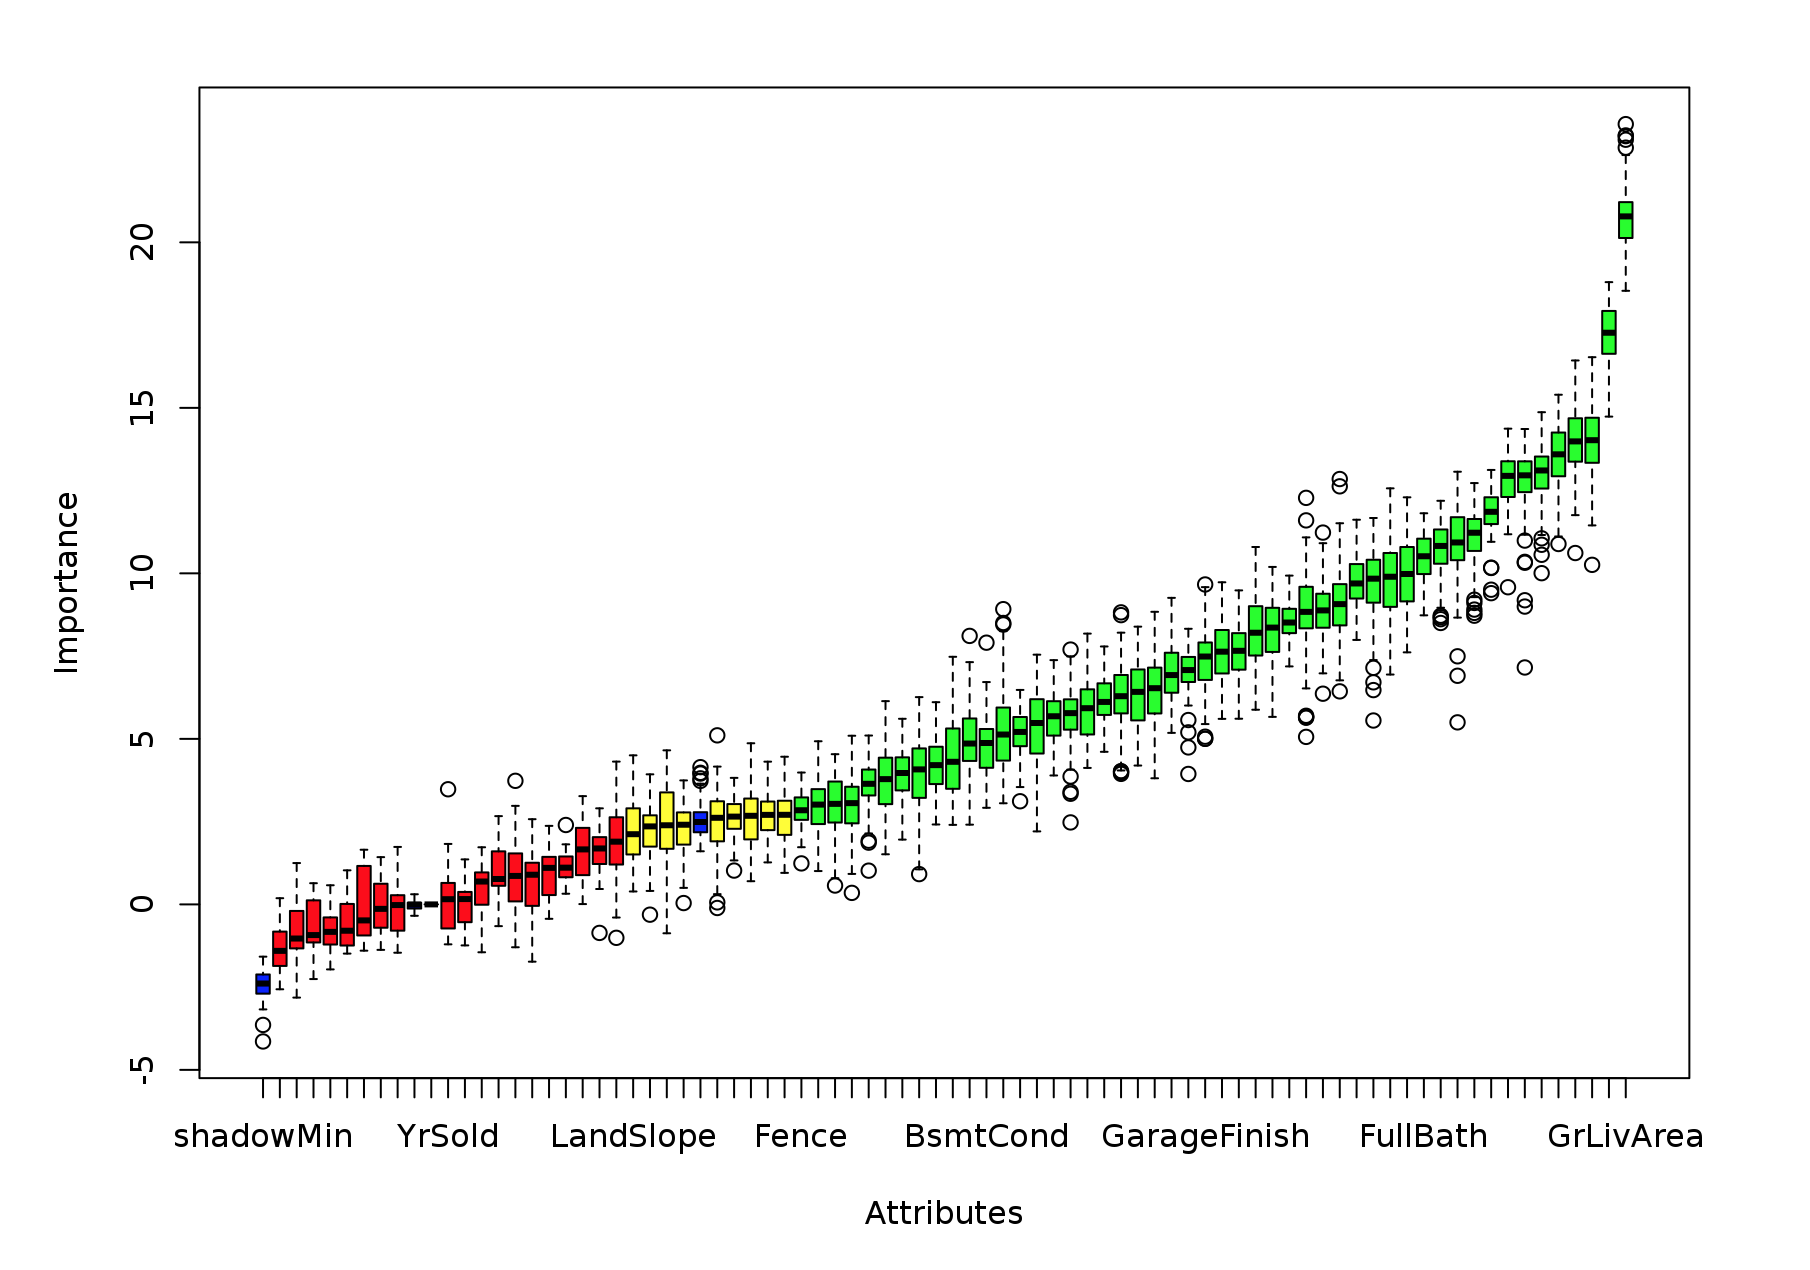 20
15
10
5
0
-5
Importance
shadowMin YrSold LandSlope Fence BsmtCond GarageFinish FullBath GrLivArea
Attributes